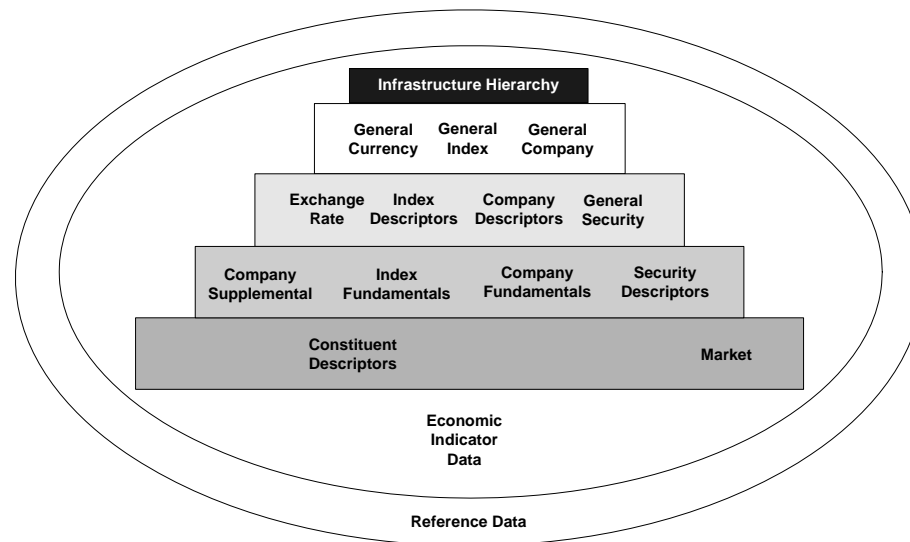 Infrastructure Hierarchy
General Currency
General Index
General Company
Exchange Rate
Index Descriptors
Company Descriptors
General Security
Company Supplemental
Index Fundamentals
Company Fundamentals
Security Descriptors
Constituent Descriptors
Market
Economic
Indicator
Data
Reference Data